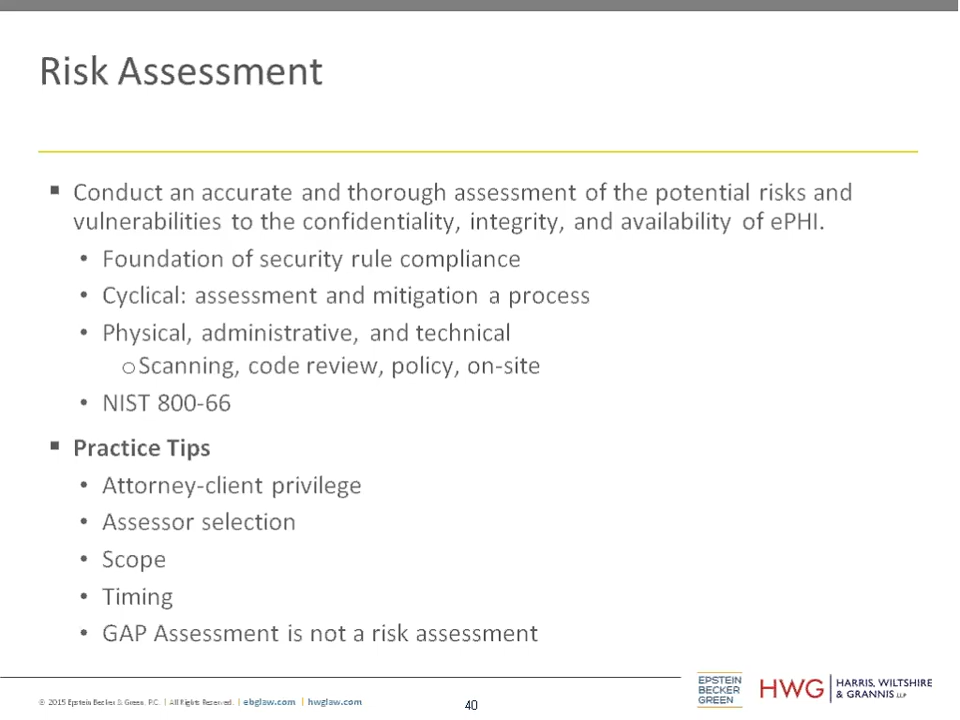 Risk Assessment
▪ Conduct an accurate and thorough assessment of the potential risks and
vulnerabilities to the confidentiality, integrity, and availability of ePHI.
• Foundation of security rule compliance
• Cyclical: assessment and mitigation a process
• Physical, administrative, and technical
o Scanning, code review, policy, on-site
• NIST 800-66
▪ Practice Tips
• Attorney-client privilege
• Assessor selection
• Scope
• Timing
• GAP Assessment is not a risk assessment
© 2015 Epstein Becker & Green, P.C. | All Rights Reserved. | ebglaw.com | hwglaw.com
40
EPSTEIN
BECKER
GREEN
HWG | HARRIS, WILTSHIRE
& GRANNIS LLP